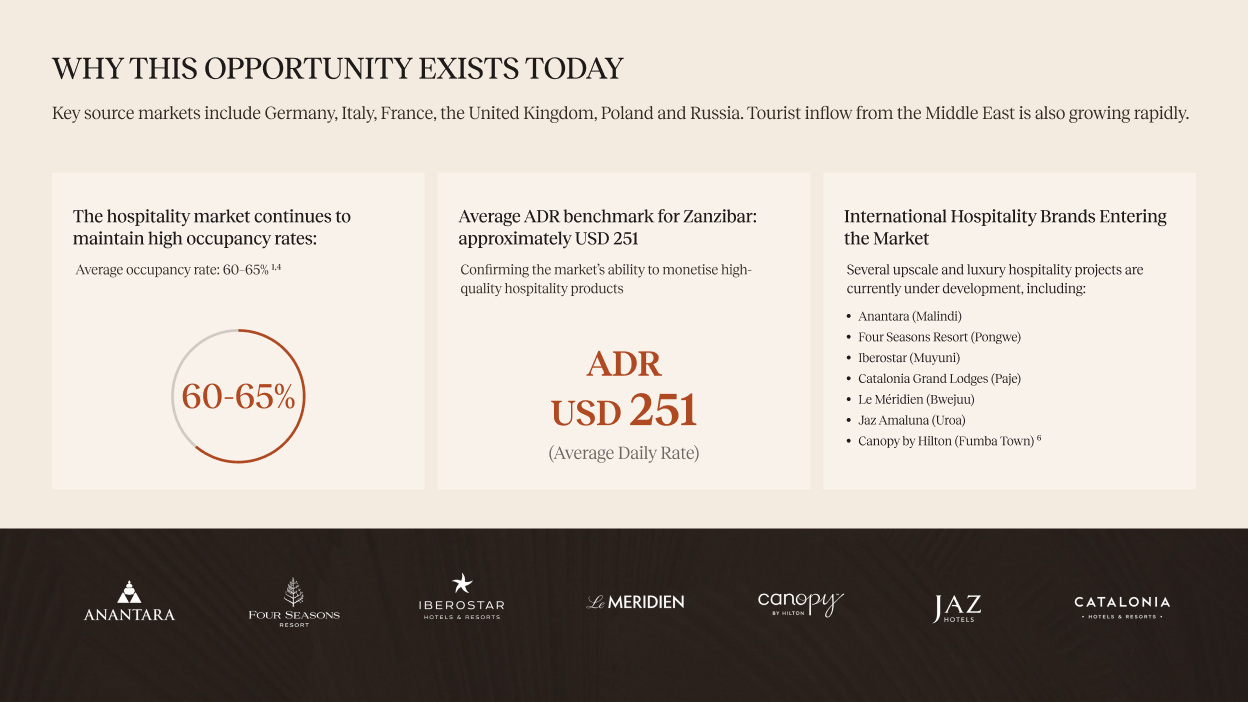 WHY THIS OPPORTUNITY EXISTS TODAY
Key source markets include Germany, Italy, France, the United Kingdom, Poland and Russia. Tourist inflow from the Middle East is also growing rapidly.
The hospitality market continues to
maintain high occupancy rates:
Average occupancy rate: 60-65% 1,4
60-65%
Average ADR benchmark for Zanzibar:
approximately USD 251
Confirming the market's ability to monetise high-
quality hospitality products
ADR
USD 251
(Average Daily Rate)
International Hospitality Brands Entering
the Market
Several upscale and luxury hospitality projects are
currently under development, including:
• Anantara (Malindi)
• Four Seasons Resort (Pongwe)
• Iberostar (Muyuni)
• Catalonia Grand Lodges (Paje)
• Le Méridien (Bwejuu)
• Jaz Amaluna (Uroa)
• Canopy by Hilton (Fumba Town) 6
ANANTARA
FOUR SEASONS
RESORT
IBEROSTAR
HOTELS & RESORTS
Le MERIDIEN
canopy
BY HILTON
JAZ
HOTELS
CATALONIA
• HOTELS & RESORTS •